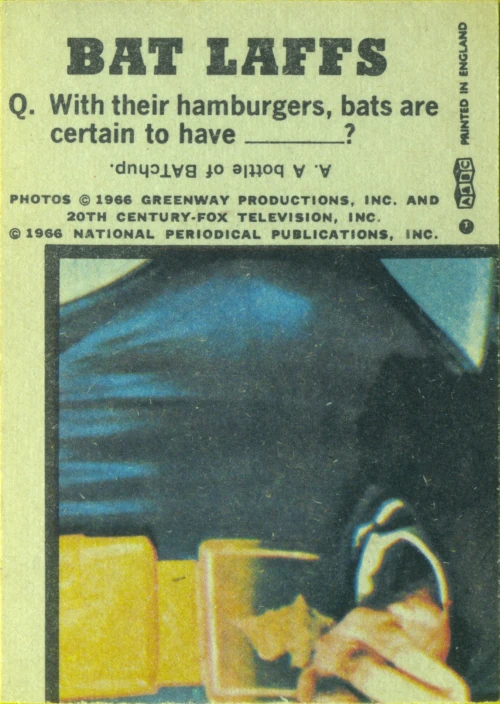 BAT LAFFS
Q. With their hamburgers, bats are
certain to have ________?
A. A bottle of BATchup.
PHOTOS © 1966 GREENWAY PRODUCTIONS, INC. AND
20TH CENTURY-FOX TELEVISION, INC.
© 1966 NATIONAL PERIODICAL PUBLICATIONS, INC.
PRINTED IN ENGLAND
A&BC